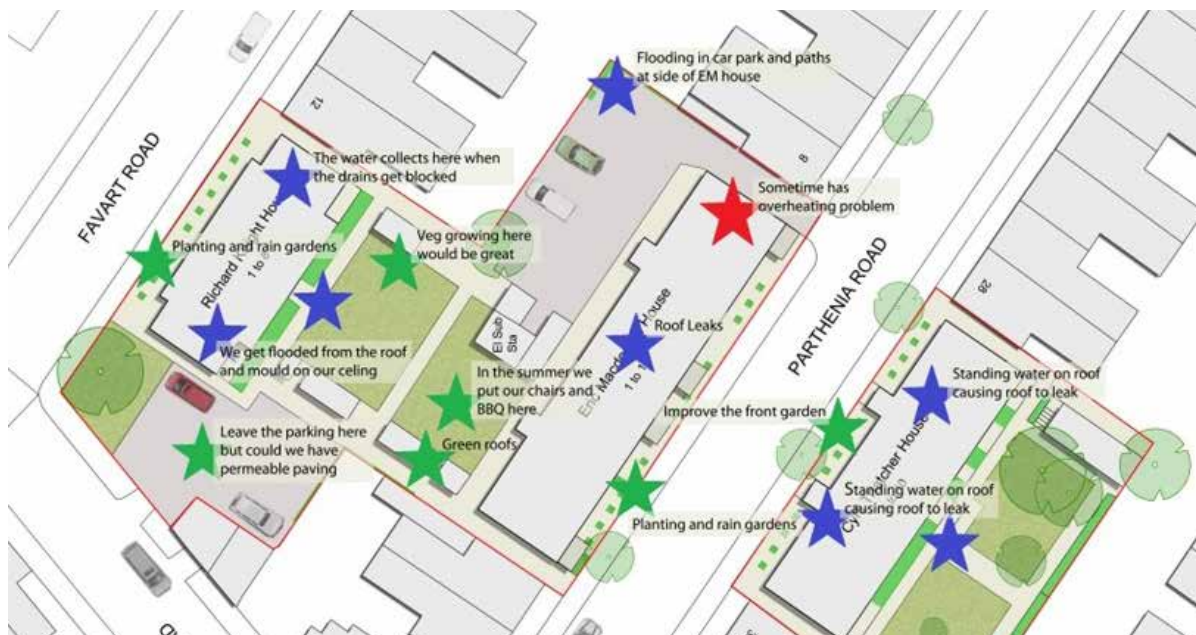 Flooding in car park and paths
at side of EM house
12
The water collects here when
the drains get blocked
8
Sometime has
overheating problem
FAVART ROAD
Planting and rain gardens
Veg growing here
would be great
Richard
House
1 to
PARTHENIA ROAD
28
El Sub
Sta
House
Roof Leaks
1 to 1
We get flooded from the roof
and mould on our celing
In the summer we
put our chairs and
BBQ here
Standing water on roof
causing roof to leak
Improve the front garden
Leave the parking here
but could we have
permeable paving
Green roofs
House
Standing water on roof
causing roof to leak
Planting and rain gardens